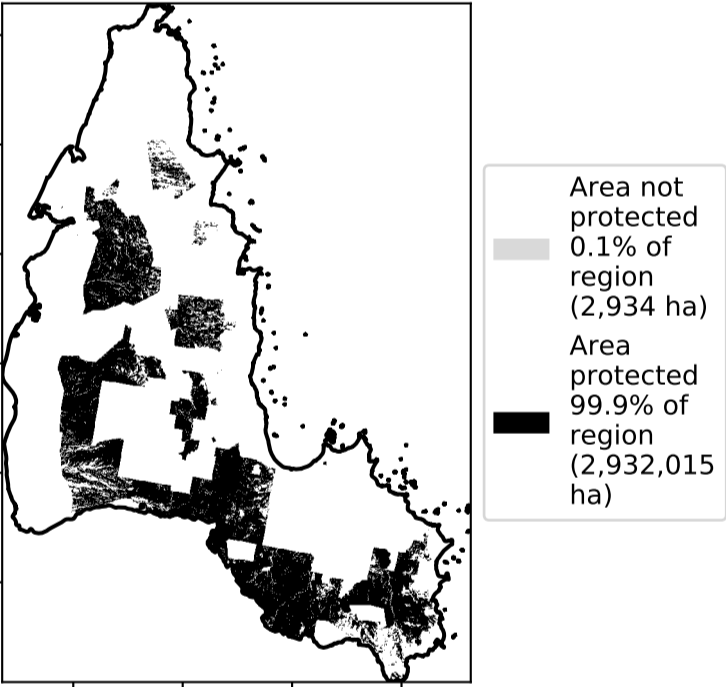 Area not
protected
0.1% of
region
(2,934 ha)
Area
protected
99.9% of
region
(2,932,015
ha)